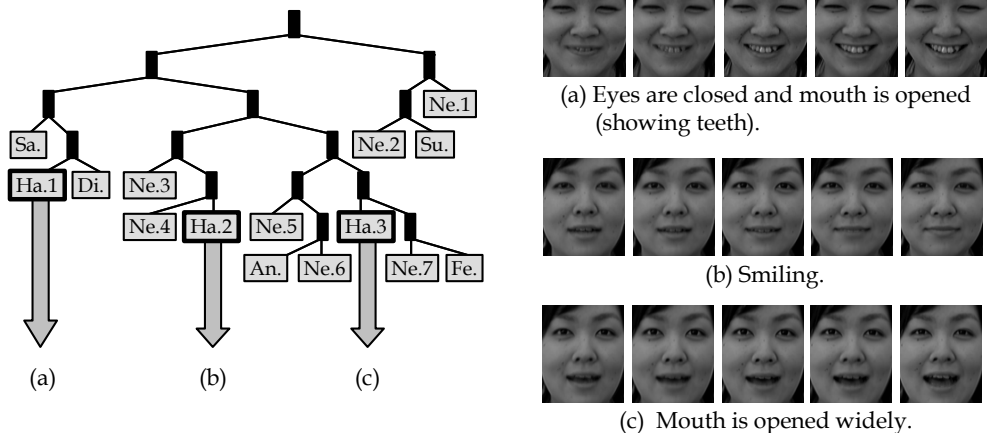 Ne.1
Sa.
Ne.2
Su.
Ha.1
Di.
Ne.3
Ne.4
Ha.2
Ne.5
Ha.3
An.
Ne.6
Ne.7
Fe.
(a)
(b)
(c)
(a) Eyes are closed and mouth is opened
(showing teeth).
(b) Smiling.
(c) Mouth is opened widely.